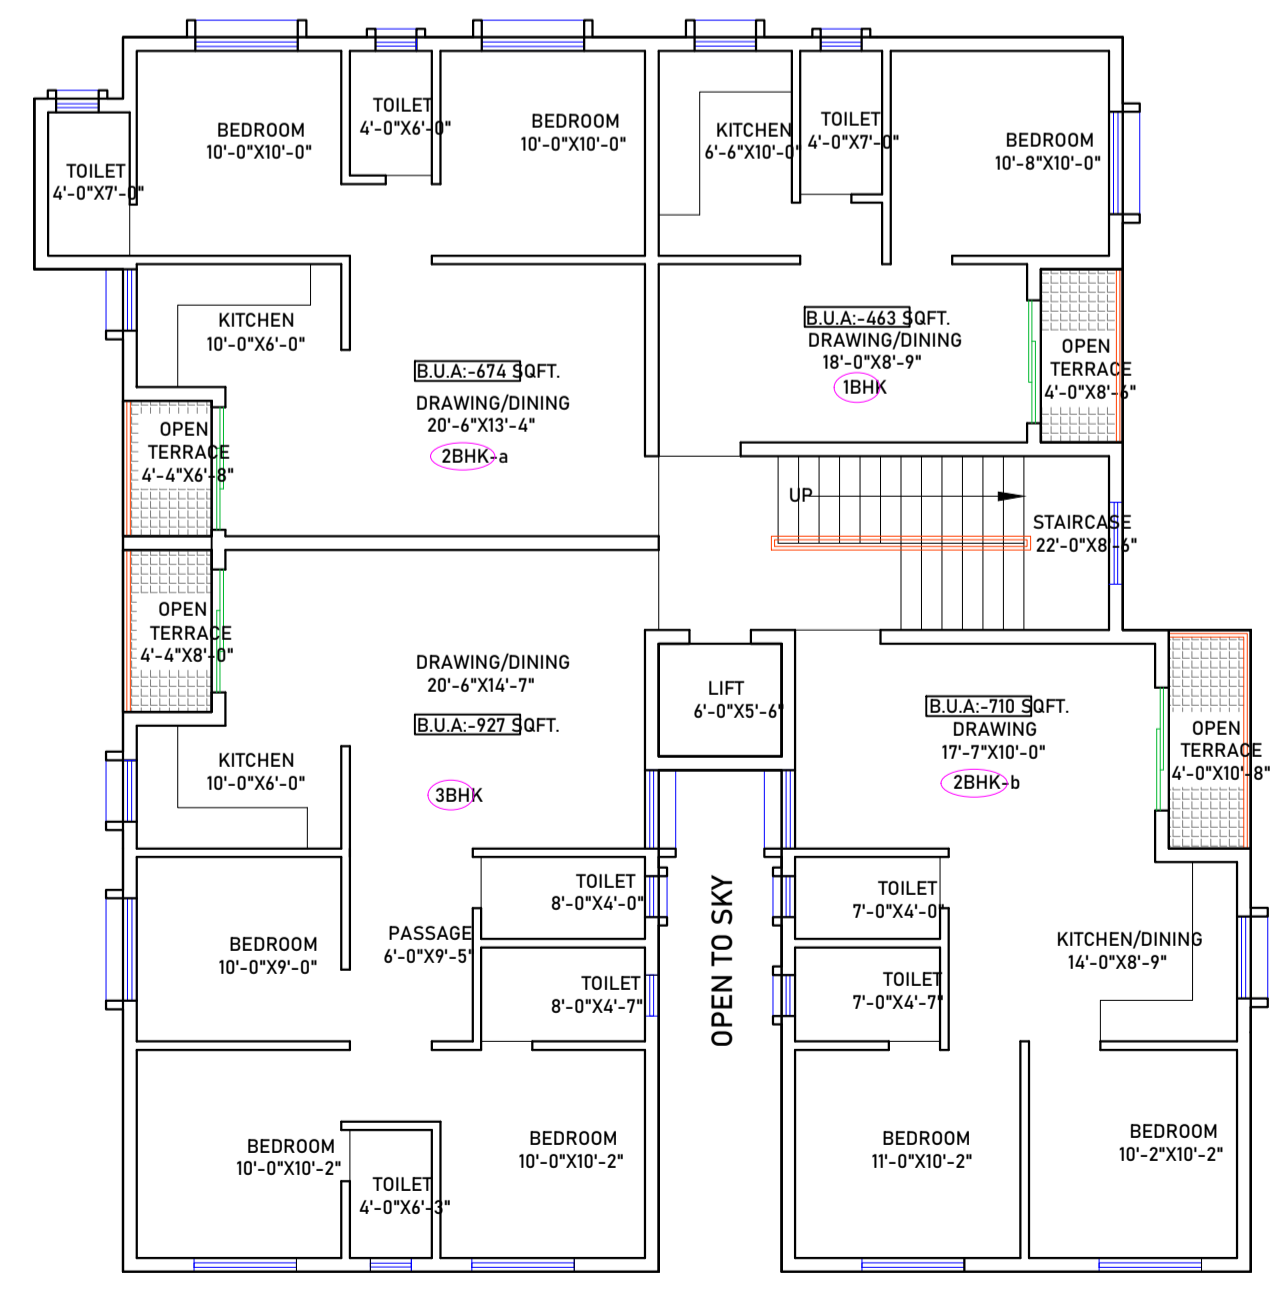 BEDROOM
10'-0"X10'-0"
TOILET
4'-0"X6'-0"
BEDROOM
10'-0"X10'-0"
KITCHEN
6'-6"X10'-0"
TOILET
4'-0"X7'-0"
BEDROOM
10'-8"X10'-0"
TOILET
4'-0"X7'-0"
KITCHEN
10'-0"X6'-0"
B.U.A:-674 SQFT.
DRAWING/DINING
20'-6"X13'-4"
2BHK-a
B.U.A:-463 SQFT.
DRAWING/DINING
18'-0"X8'-9"
1BHK
OPEN
TERRACE
4'-0"X8'-6"
OPEN
TERRACE
4'-4"X6'-8"
UP
STAIRCASE
22'-0"X8'-6"
OPEN
TERRACE
4'-4"X8'-0"
DRAWING/DINING
20'-6"X14'-7"
B.U.A:-927 SQFT.
3BHK
LIFT
6'-0"X5'-6"
B.U.A:-710 SQFT.
DRAWING
17'-7"X10'-0"
2BHK-b
OPEN
TERRACE
4'-0"X10'-8"
KITCHEN
10'-0"X6'-0"
TOILET
8'-0"X4'-0"
OPEN TO SKY
TOILET
7'-0"X4'-0"
BEDROOM
10'-0"X9'-0"
PASSAGE
6'-0"X9'-5"
KITCHEN/DINING
14'-0"X8'-9"
TOILET
8'-0"X4'-7"
TOILET
7'-0"X4'-7"
BEDROOM
10'-0"X10'-2"
TOILET
4'-0"X6'-3"
BEDROOM
10'-0"X10'-2"
BEDROOM
11'-0"X10'-2"
BEDROOM
10'-2"X10'-2"